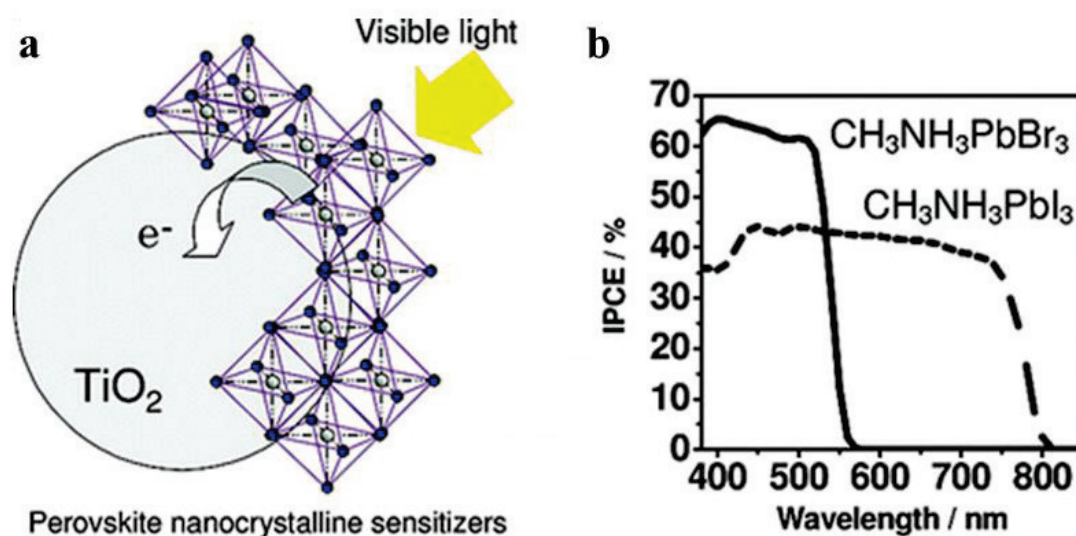 a
Visible light
e-
TiO₂
Perovskite nanocrystalline sensitizers
b
70
60
50
40
30
20
10
0
IPCE / %
CH₃NH₃PbBr₃
CH₃NH₃PbI₃
400 500 600 700 800
Wavelength / nm